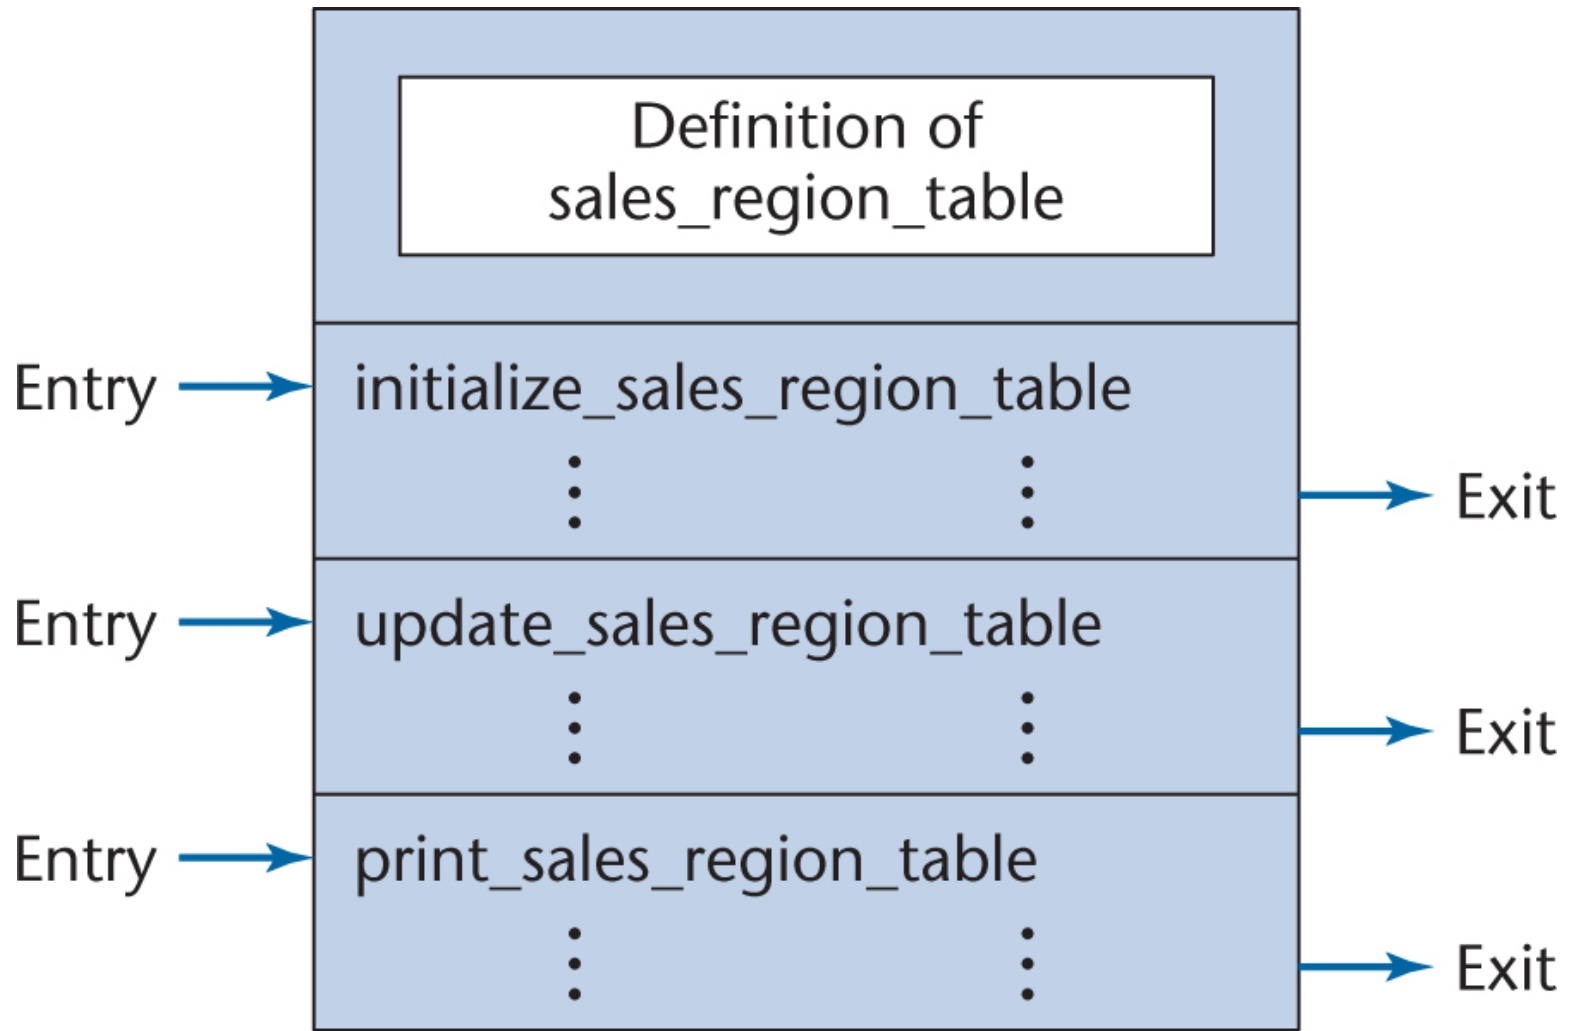 Definition of
sales_region_table
Entry
initialize_sales_region_table
Exit
Entry
update_sales_region_table
Exit
Entry
print_sales_region_table
Exit